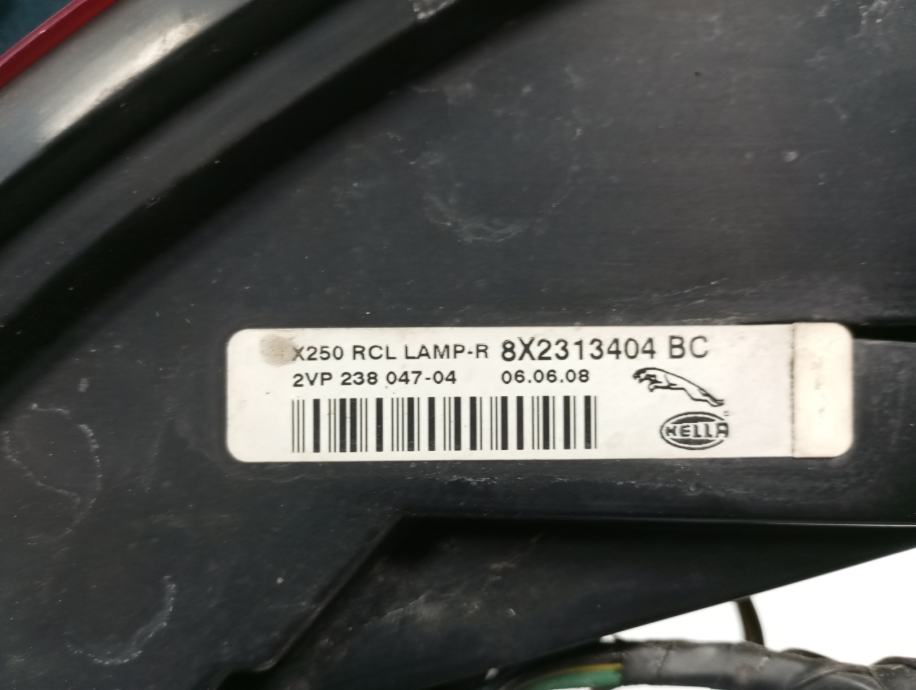 X250 RCL LAMP-R 8X2313404 BC
2VP 238 047-04 06.06.08
HELLA